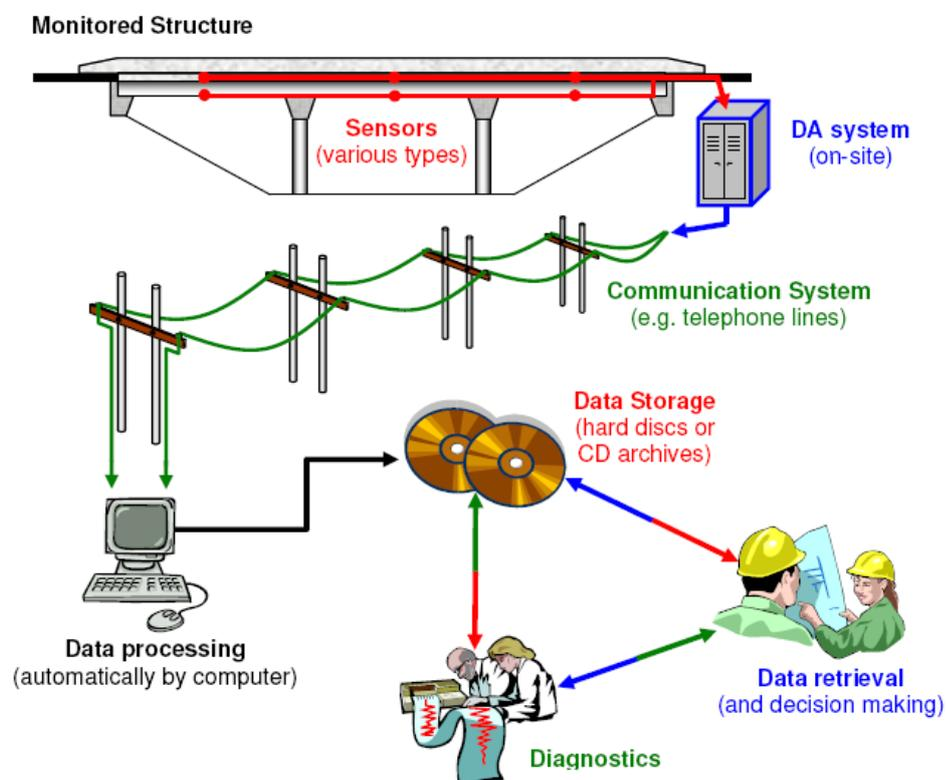 Monitored Structure
Sensors
(various types)
DA system
(on-site)
Communication System
(e.g. telephone lines)
Data Storage
(hard discs or
CD archives)
Data processing
(automatically by computer)
Data retrieval
(and decision making)
Diagnostics